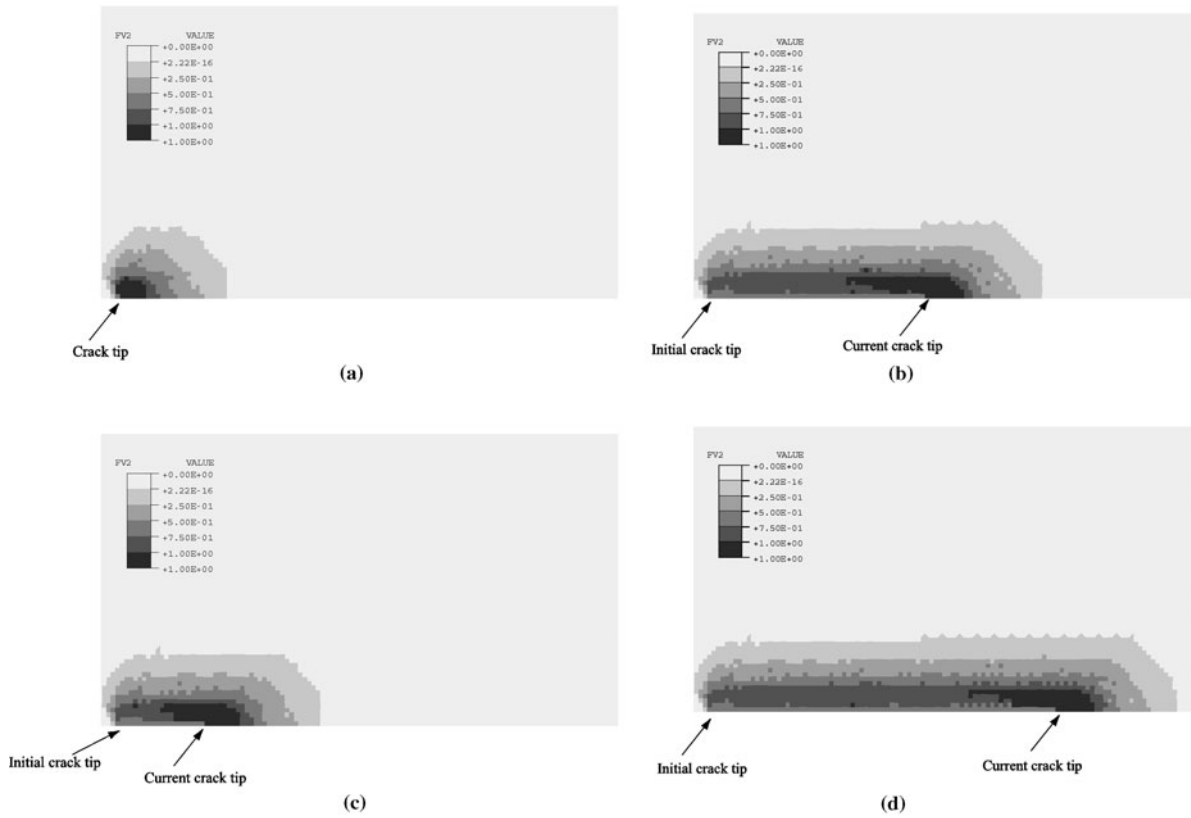 FV2 VALUE
+0.00E+00
+2.22E-16
+2.50E-01
+5.00E-01
+7.50E-01
+1.00E+00
+1.00E+00
Crack tip
(a)
FV2 VALUE
+0.00E+00
+2.22E-16
+2.50E-01
+5.00E-01
+7.50E-01
+1.00E+00
+1.00E+00
Initial crack tip
Current crack tip
(b)
FV2 VALUE
+0.00E+00
+2.22E-16
+2.50E-01
+5.00E-01
+7.50E-01
+1.00E+00
+1.00E+00
Initial crack tip
Current crack tip
(c)
FV2 VALUE
+0.00E+00
+2.22E-16
+2.50E-01
+5.00E-01
+7.50E-01
+1.00E+00
+1.00E+00
Initial crack tip
Current crack tip
(d)